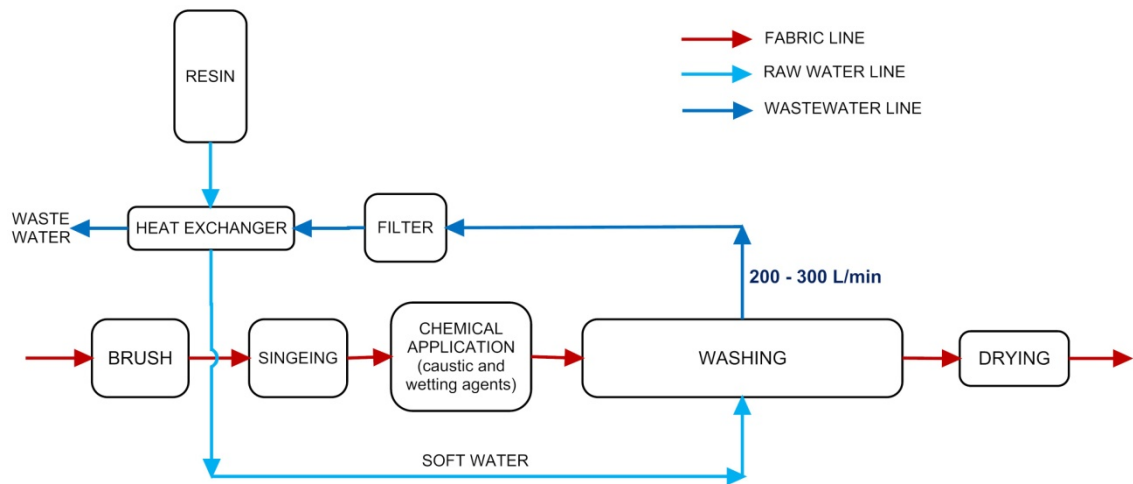 RESIN
FABRIC LINE
RAW WATER LINE
WASTEWATER LINE
WASTE
WATER
HEAT EXCHANGER
FILTER
200 - 300 L/min
BRUSH
SINGEING
CHEMICAL
APPLICATION
(caustic and
wetting agents)
WASHING
DRYING
SOFT WATER